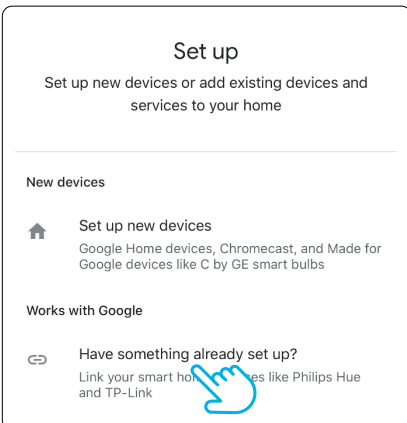 Set up
Set up new devices or add existing devices and
services to your home
New devices
Set up new devices
Google Home devices, Chromecast, and Made for
Google devices like C by GE smart bulbs
Works with Google
Have something already set up?
Link your smart ho es like Philips Hue
and TP-Link